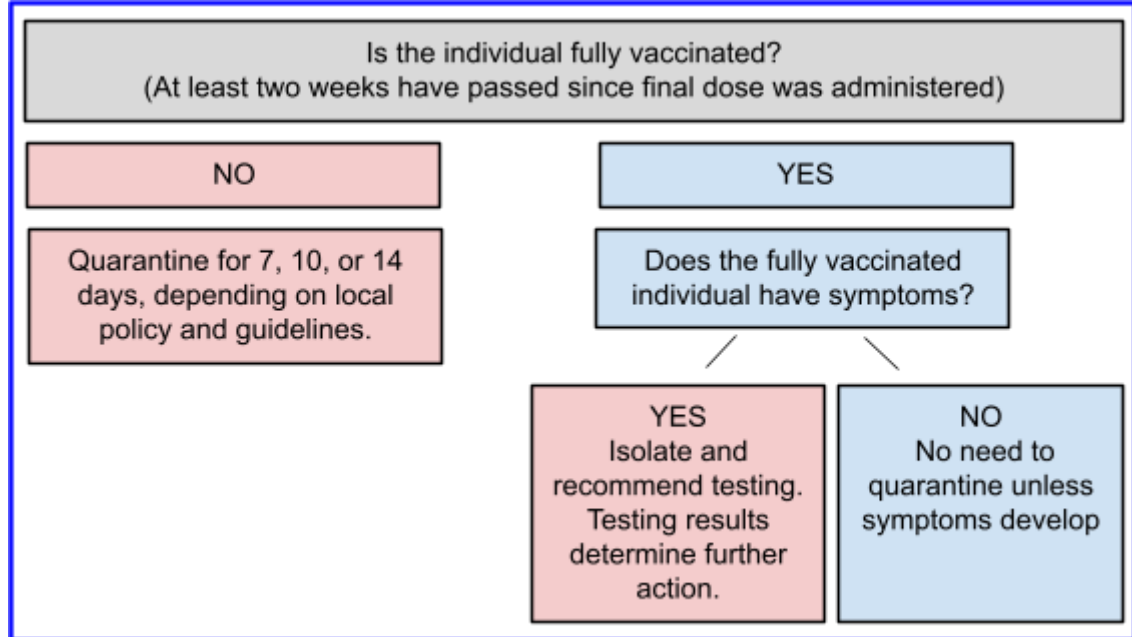 Is the individual fully vaccinated?
(At least two weeks have passed since final dose was administered)
NO
YES
Quarantine for 7, 10, or 14
days, depending on local
policy and guidelines.
Does the fully vaccinated
individual have symptoms?
YES
Isolate and
recommend testing.
Testing results
determine further
action.
NO
No need to
quarantine unless
symptoms develop